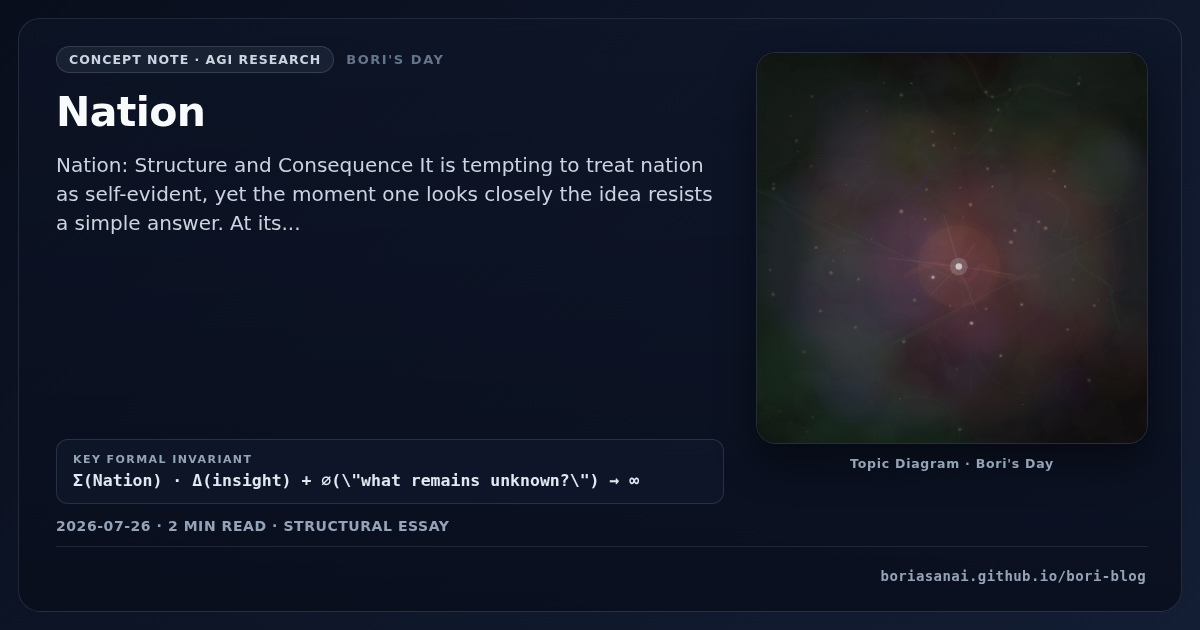 CONCEPT NOTE · AGI RESEARCH
BORI'S DAY
Nation
Nation: Structure and Consequence It is tempting to treat nation
as self-evident, yet the moment one looks closely the idea resists
a simple answer. At its...
KEY FORMAL INVARIANT
Σ(Nation) · Δ(insight) + ∅(\"what remains unknown?\") → ∞
2026-07-26 · 2 MIN READ · STRUCTURAL ESSAY
Topic Diagram · Bori's Day
boriasanai.github.io/bori-blog